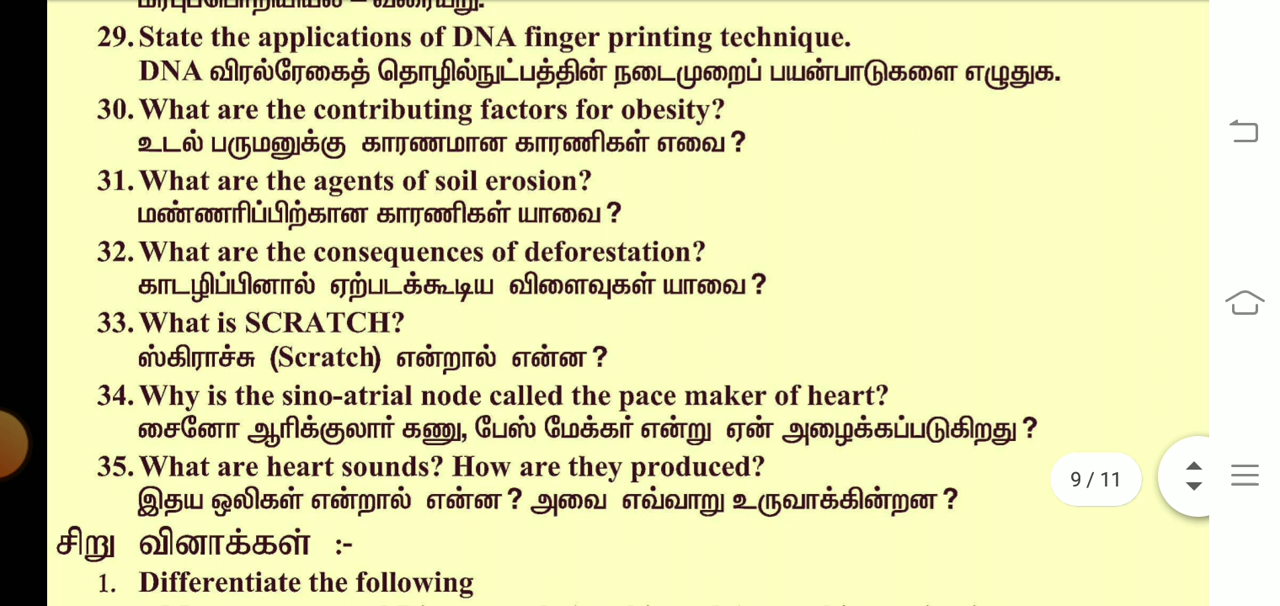 மரபுப்பொறியியல் – வரையறு.
29. State the applications of DNA finger printing technique.
DNA விரல்ரேகைத் தொழில்நுட்பத்தின் நடைமுறைப் பயன்பாடுகளை எழுதுக.
30. What are the contributing factors for obesity?
உடல் பருமனுக்கு காரணமான காரணிகள் எவை ?
31. What are the agents of soil erosion?
மண்ணரிப்பிற்கான காரணிகள் யாவை ?
32. What are the consequences of deforestation?
காடழிப்பினால் ஏற்படக்கூடிய விளைவுகள் யாவை ?
33. What is SCRATCH?
ஸ்கிராச்சு (Scratch) என்றால் என்ன ?
34. Why is the sino-atrial node called the pace maker of heart?
சைனோ ஆரிக்குலார் கணு, பேஸ் மேக்கர் என்று ஏன் அழைக்கப்படுகிறது ?
35. What are heart sounds? How are they produced?
இதய ஒலிகள் என்றால் என்ன ? அவை எவ்வாறு உருவாக்கின்றன ?
9 / 11
சிறு வினாக்கள் :-
1. Differentiate the following